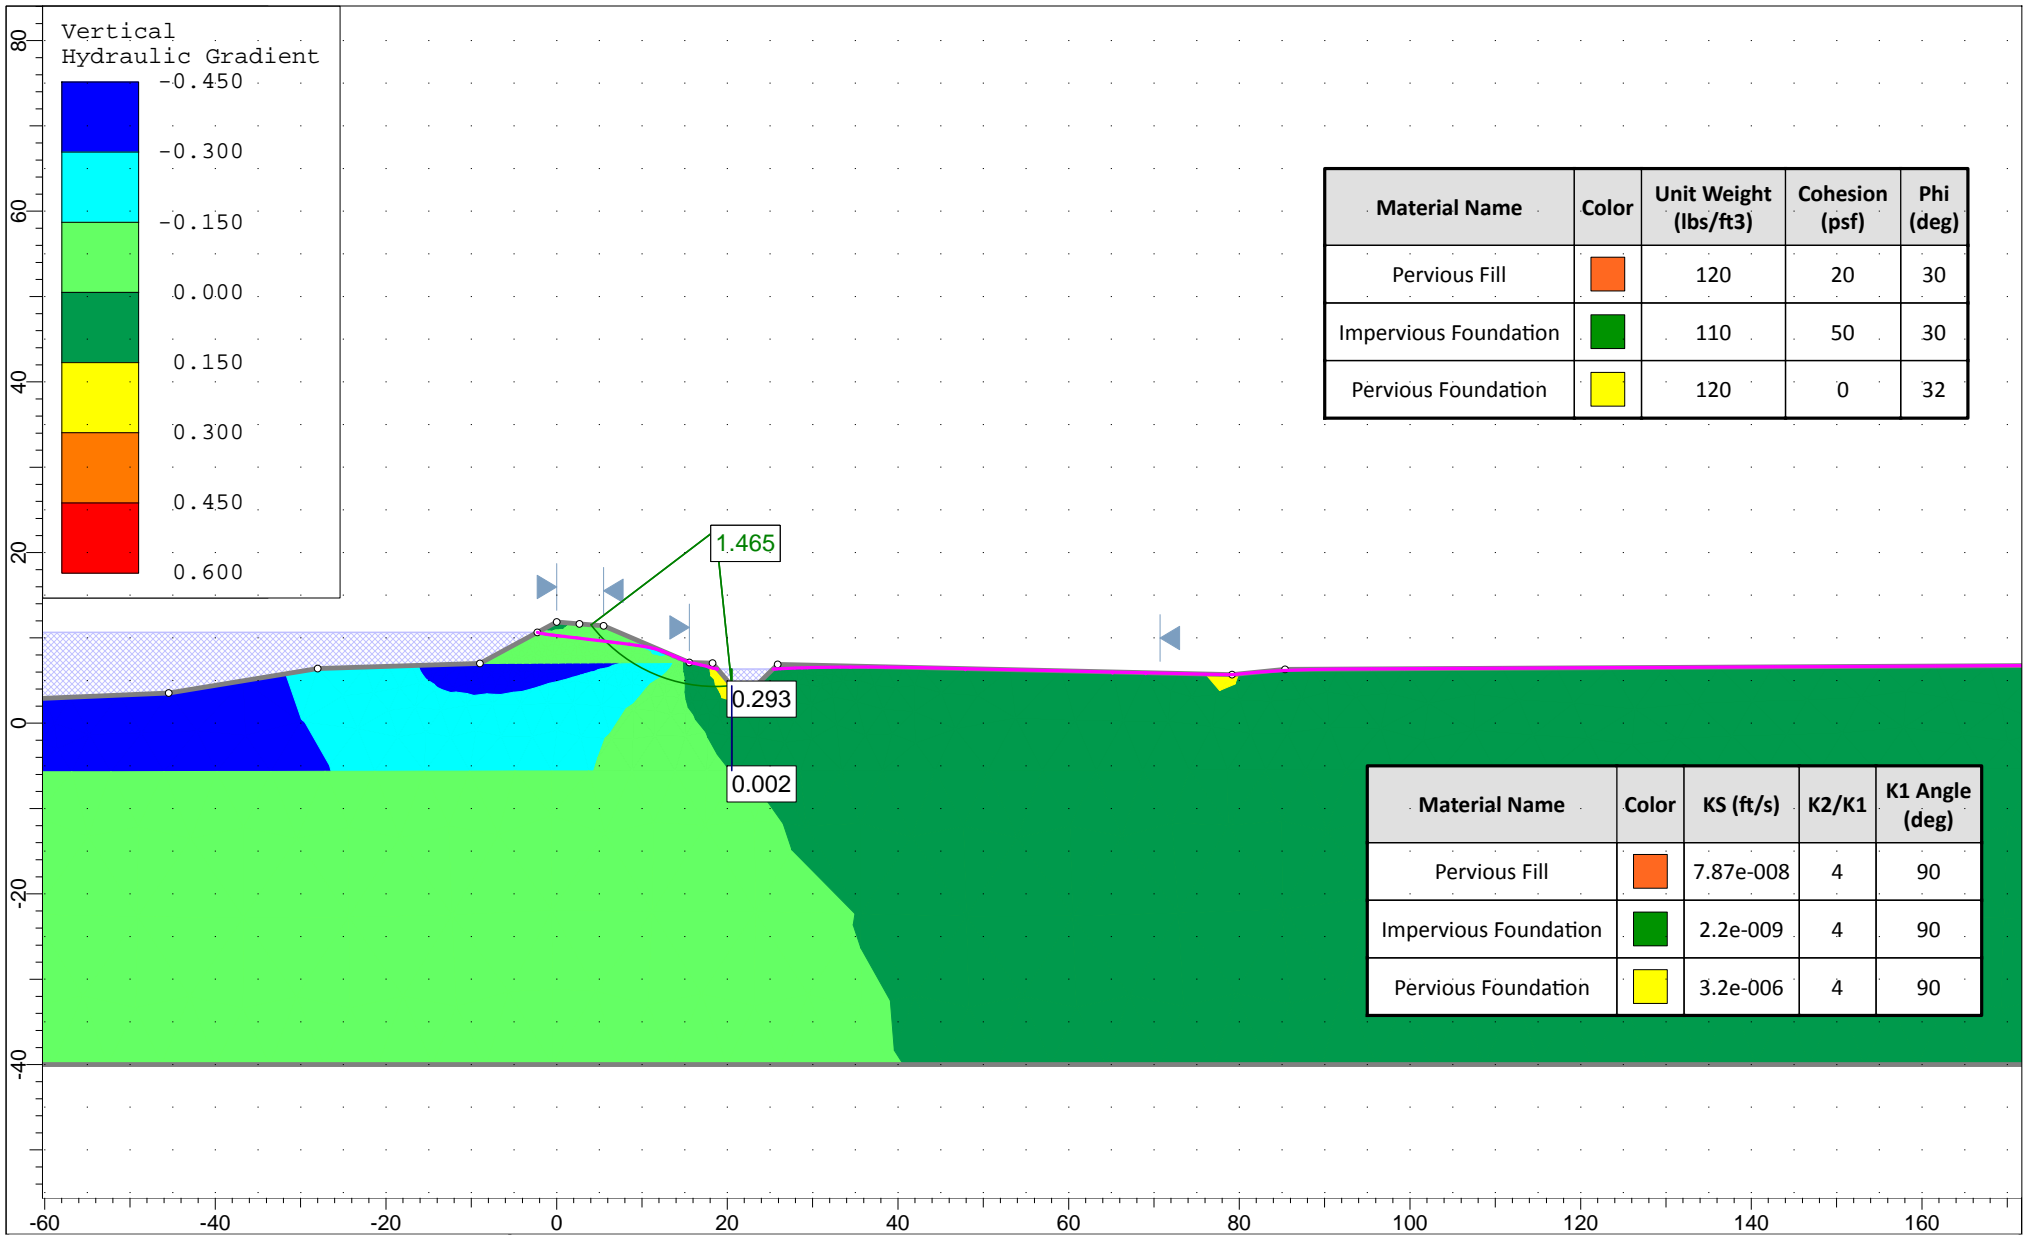 Vertical
Hydraulic Gradient
-0.450
-0.300
-0.150
0.000
0.150
0.300
0.450
0.600
80
60
40
20
0
-20
-40
Material Name Color Unit Weight (lbs/ft3) Cohesion (psf) Phi (deg)
Pervious Fill 120 20 30
Impervious Foundation 110 50 30
Pervious Foundation 120 0 32
1.465
0.293
0.002
Material Name Color KS (ft/s) K2/K1 K1 Angle (deg)
Pervious Fill 7.87e-008 4 90
Impervious Foundation 2.2e-009 4 90
Pervious Foundation 3.2e-006 4 90
-60 -40 -20 0 20 40 60 80 100 120 140 160